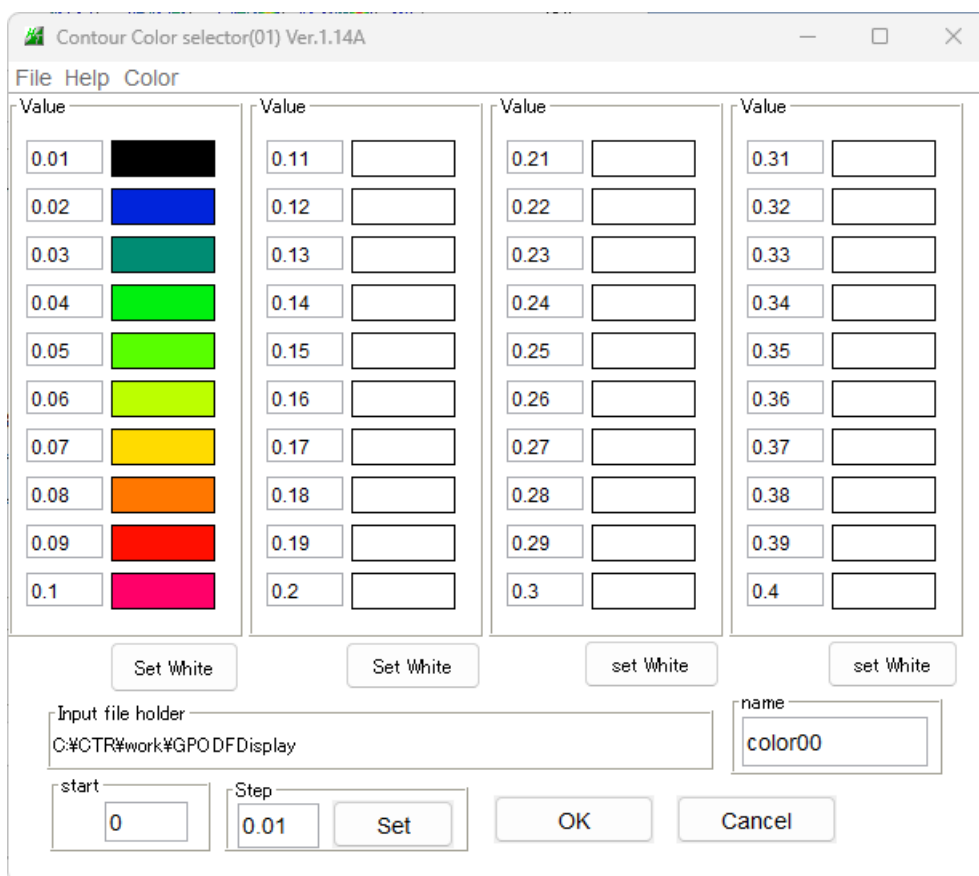 Contour Color selector(01) Ver.1.14A
File Help Color
Value Value Value Value
0.01 0.11 0.21 0.31
0.02 0.12 0.22 0.32
0.03 0.13 0.23 0.33
0.04 0.14 0.24 0.34
0.05 0.15 0.25 0.35
0.06 0.16 0.26 0.36
0.07 0.17 0.27 0.37
0.08 0.18 0.28 0.38
0.09 0.19 0.29 0.39
0.1 0.2 0.3 0.4
Set White Set White set White set White
Input file holder name
C:¥CTR¥work¥GPODFDisplay color00
start Step
0 0.01 Set OK Cancel